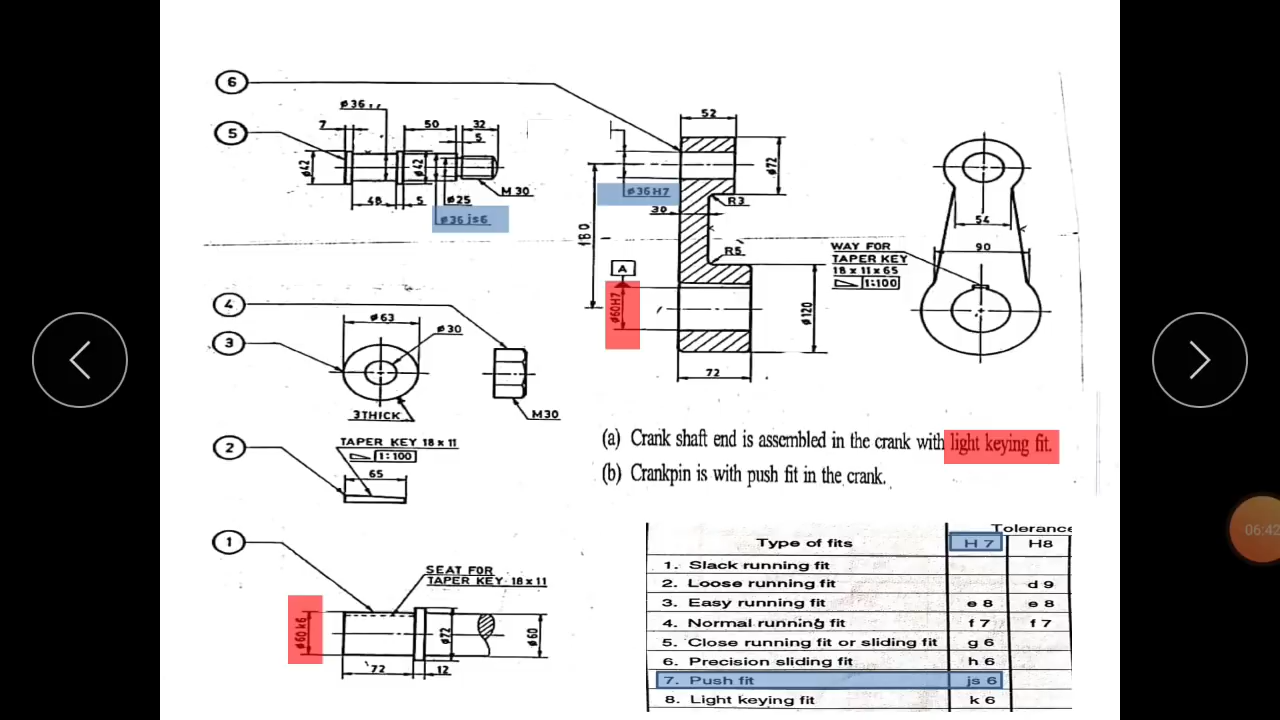 6
52
ø36
7
50
32
5
5
ø42
ø42
ø72
M30
48
5
ø25
ø36 js6
ø36 H7
30
R3
54
180
R5
WAY FOR
TAPER KEY
18 x 11 x 65
1:100
90
A
ø60H7
ø120
72
4
ø63
ø30
3
3THICK
M30
(a) Crank shaft end is assembled in the crank with light keying fit.
(b) Crankpin is with push fit in the crank.
2
TAPER KEY 18 x 11
1:100
65
1
SEAT FOR
TAPER KEY 18 x 11
ø60 k6
ø72
ø60
72
12
Tolerance
Type of fits H 7 H8
1. Slack running fit
2. Loose running fit d 9
3. Easy running fit e 8 e 8
4. Normal running fit f 7 f 7
5. Close running fit or sliding fit g 6
6. Precision sliding fit h 6
7. Push fit js 6
8. Light keying fit k 6
06:42